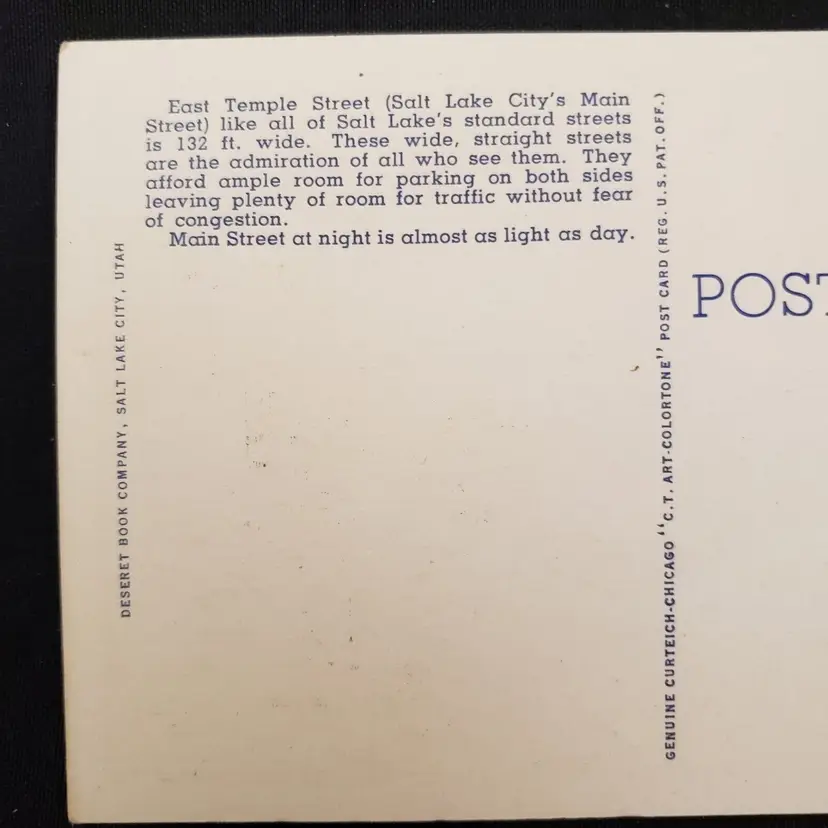 East Temple Street (Salt Lake City's Main
Street) like all of Salt Lake's standard streets
is 132 ft. wide. These wide, straight streets
are the admiration of all who see them. They
afford ample room for parking on both sides
leaving plenty of room for traffic without fear
of congestion.
Main Street at night is almost as light as day.
DESERET BOOK COMPANY, SALT LAKE CITY, UTAH
GENUINE CURTEICH-CHICAGO "C.T. ART-COLORTONE" POST CARD (REG. U.S. PAT. OFF.)
POST